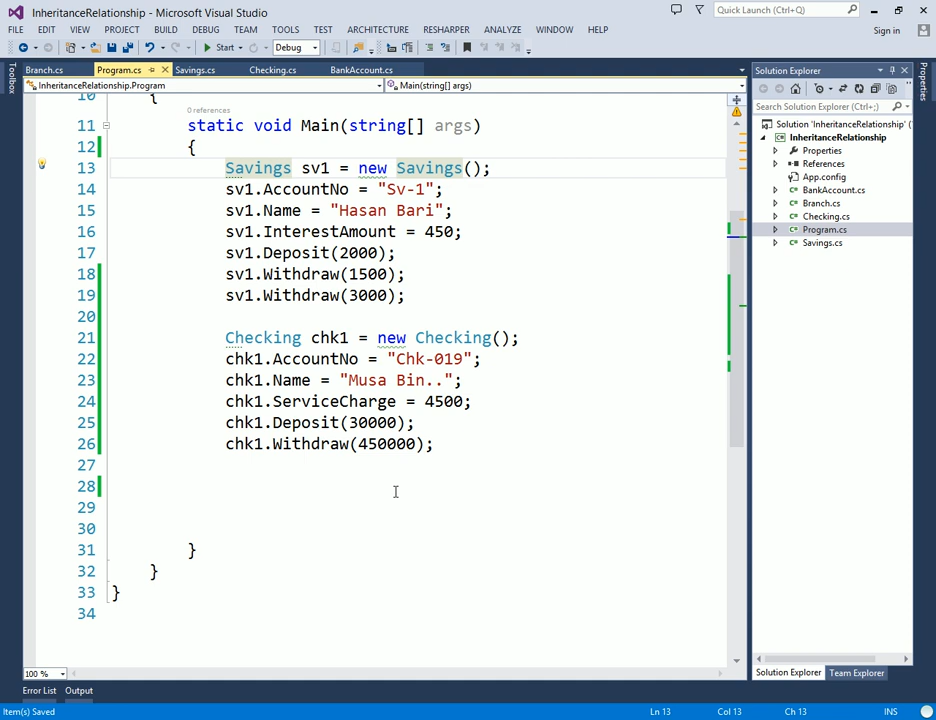 InheritanceRelationship - Microsoft Visual Studio
Quick Launch (Ctrl+Q)
FILE EDIT VIEW PROJECT BUILD DEBUG TEAM TOOLS TEST ARCHITECTURE RESHARPER ANALYZE WINDOW HELP
Sign in
Start Debug
Toolbox
Branch.cs Program.cs Savings.cs Checking.cs BankAccount.cs
InheritanceRelationship.Program Main(string[] args)
10 {
0 references
11 static void Main(string[] args)
12 {
13 Savings sv1 = new Savings();
14 sv1.AccountNo = "Sv-1";
15 sv1.Name = "Hasan Bari";
16 sv1.InterestAmount = 450;
17 sv1.Deposit(2000);
18 sv1.Withdraw(1500);
19 sv1.Withdraw(3000);
20
21 Checking chk1 = new Checking();
22 chk1.AccountNo = "Chk-019";
23 chk1.Name = "Musa Bin..";
24 chk1.ServiceCharge = 4500;
25 chk1.Deposit(30000);
26 chk1.Withdraw(450000);
27
28
29
30
31 }
32 }
33 }
34
100 %
Solution Explorer
Search Solution Explorer (Ctrl+;)
Solution 'InheritanceRelationship' (
InheritanceRelationship
Properties
References
App.config
BankAccount.cs
Branch.cs
Checking.cs
Program.cs
Savings.cs
Solution Explorer Team Explorer
Properties
Error List Output
Item(s) Saved Ln 13 Col 13 Ch 13 INS